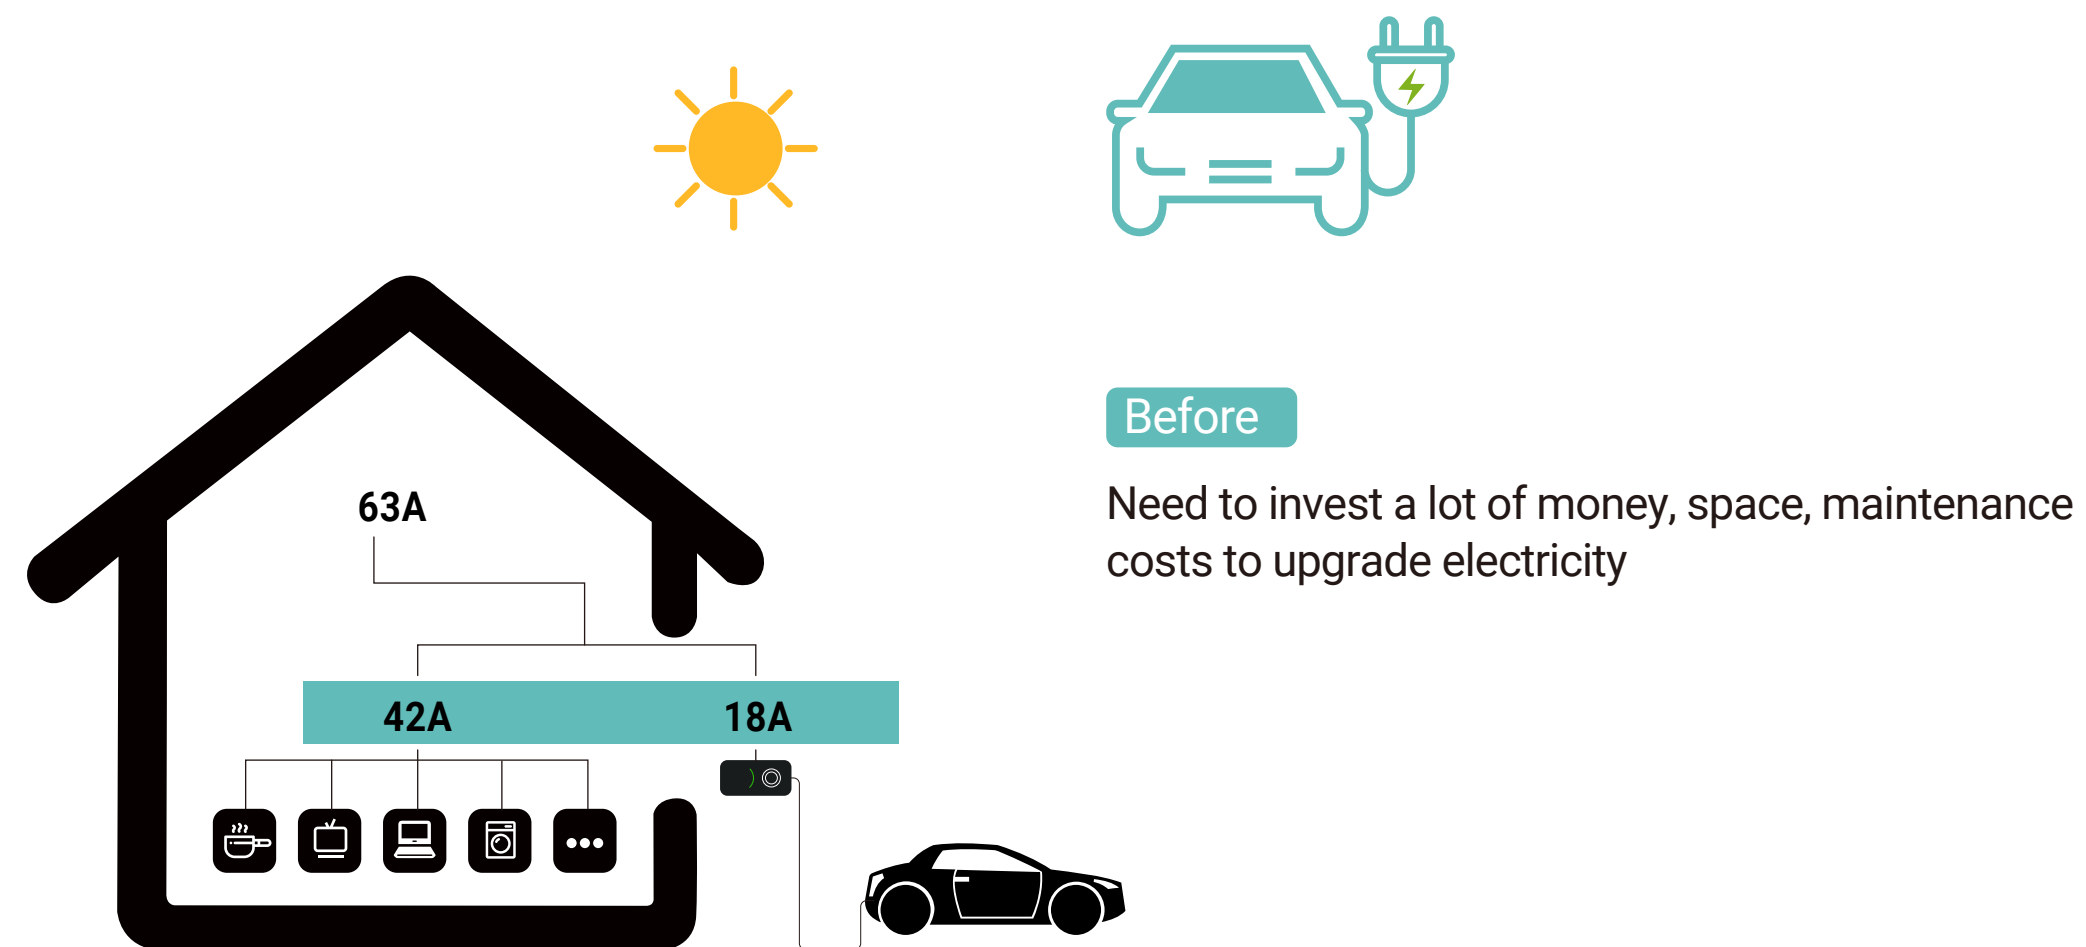 Before
Need to invest a lot of money, space, maintenance
costs to upgrade electricity
63A
42A 18A